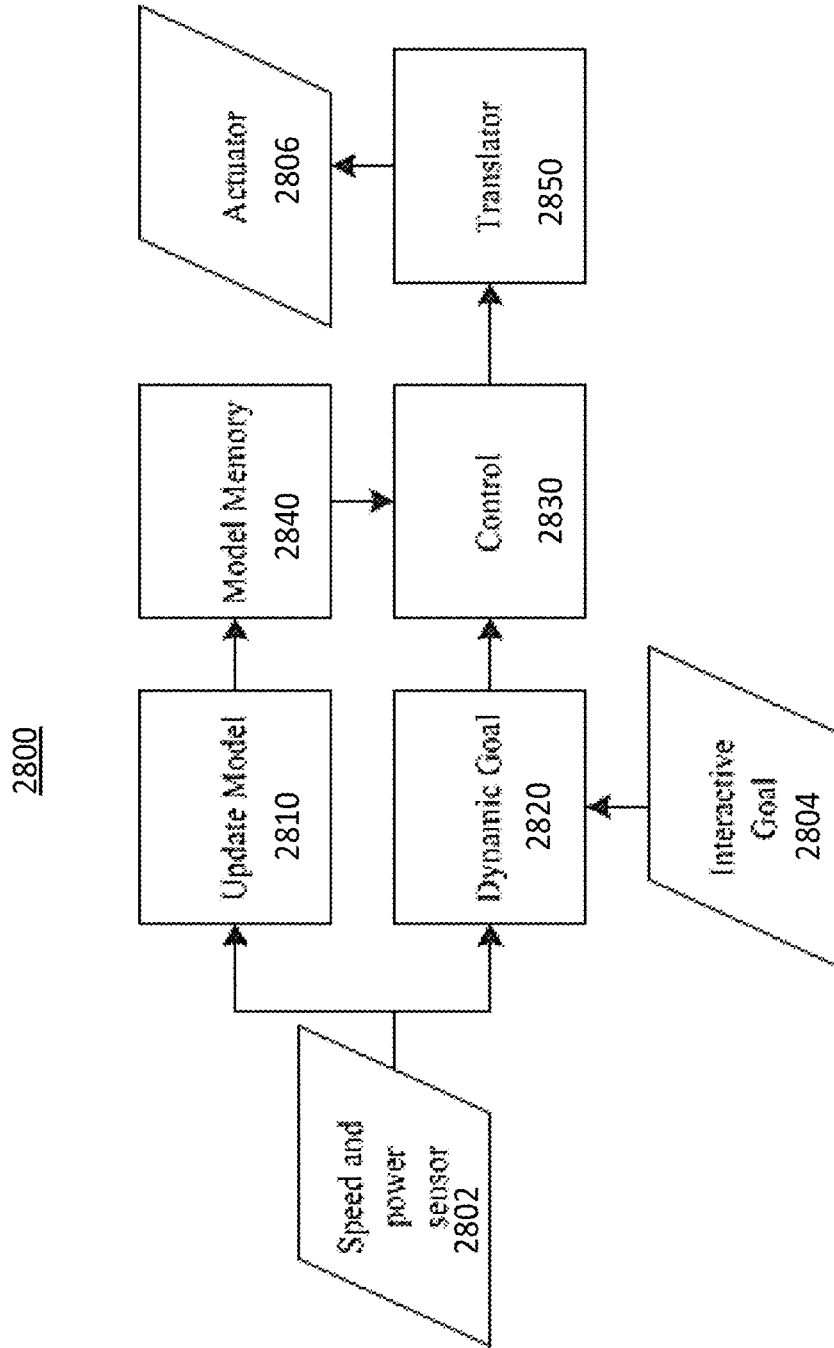 2800
Speed and
power
sensor
2802
Update Model
2810
Model Memory
2840
Actuator
2806
Dynamic Goal
2820
Control
2830
Translator
2850
Interactive
Goal
2804